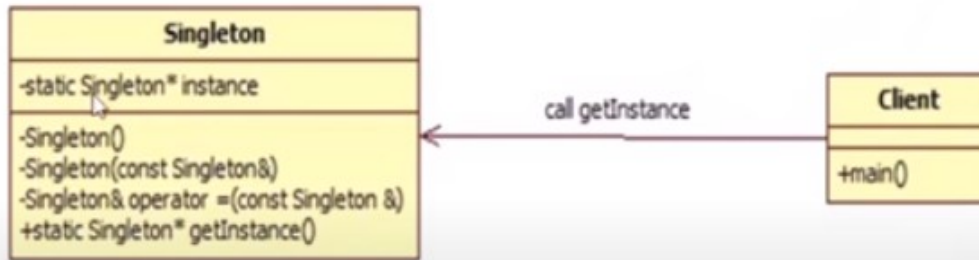 Singleton
-static Singleton* instance
-Singleton()
-Singleton(const Singleton&)
-Singleton& operator =(const Singleton &)
+static Singleton* getInstance()
call getInstance
Client
+main()